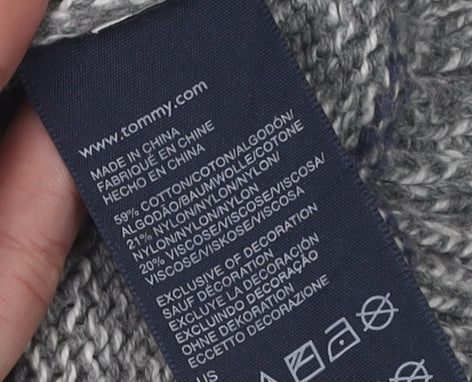 www.tommy.com
MADE IN CHINA
FABRIQUÉ EN CHINE
HECHO EN CHINA
59% COTTON/COTON/ALGODÓN/
ALGODÃO/BAUMWOLLE/COTONE
21% NYLON/NYLON/NYLON/
NYLON/NYLON/NYLON
20% VISCOSE/VISCOSE/VISCOSA/
VISCOSE/VISKOSE/VISCOSA
EXCLUSIVE OF DECORATION
SAUF DÉCORATION
EXCLUYE LA DECORACIÓN
EXCLUINDO DECORAÇÃO
OHNE DEKORATION
ECCETTO DECORAZIONE
US